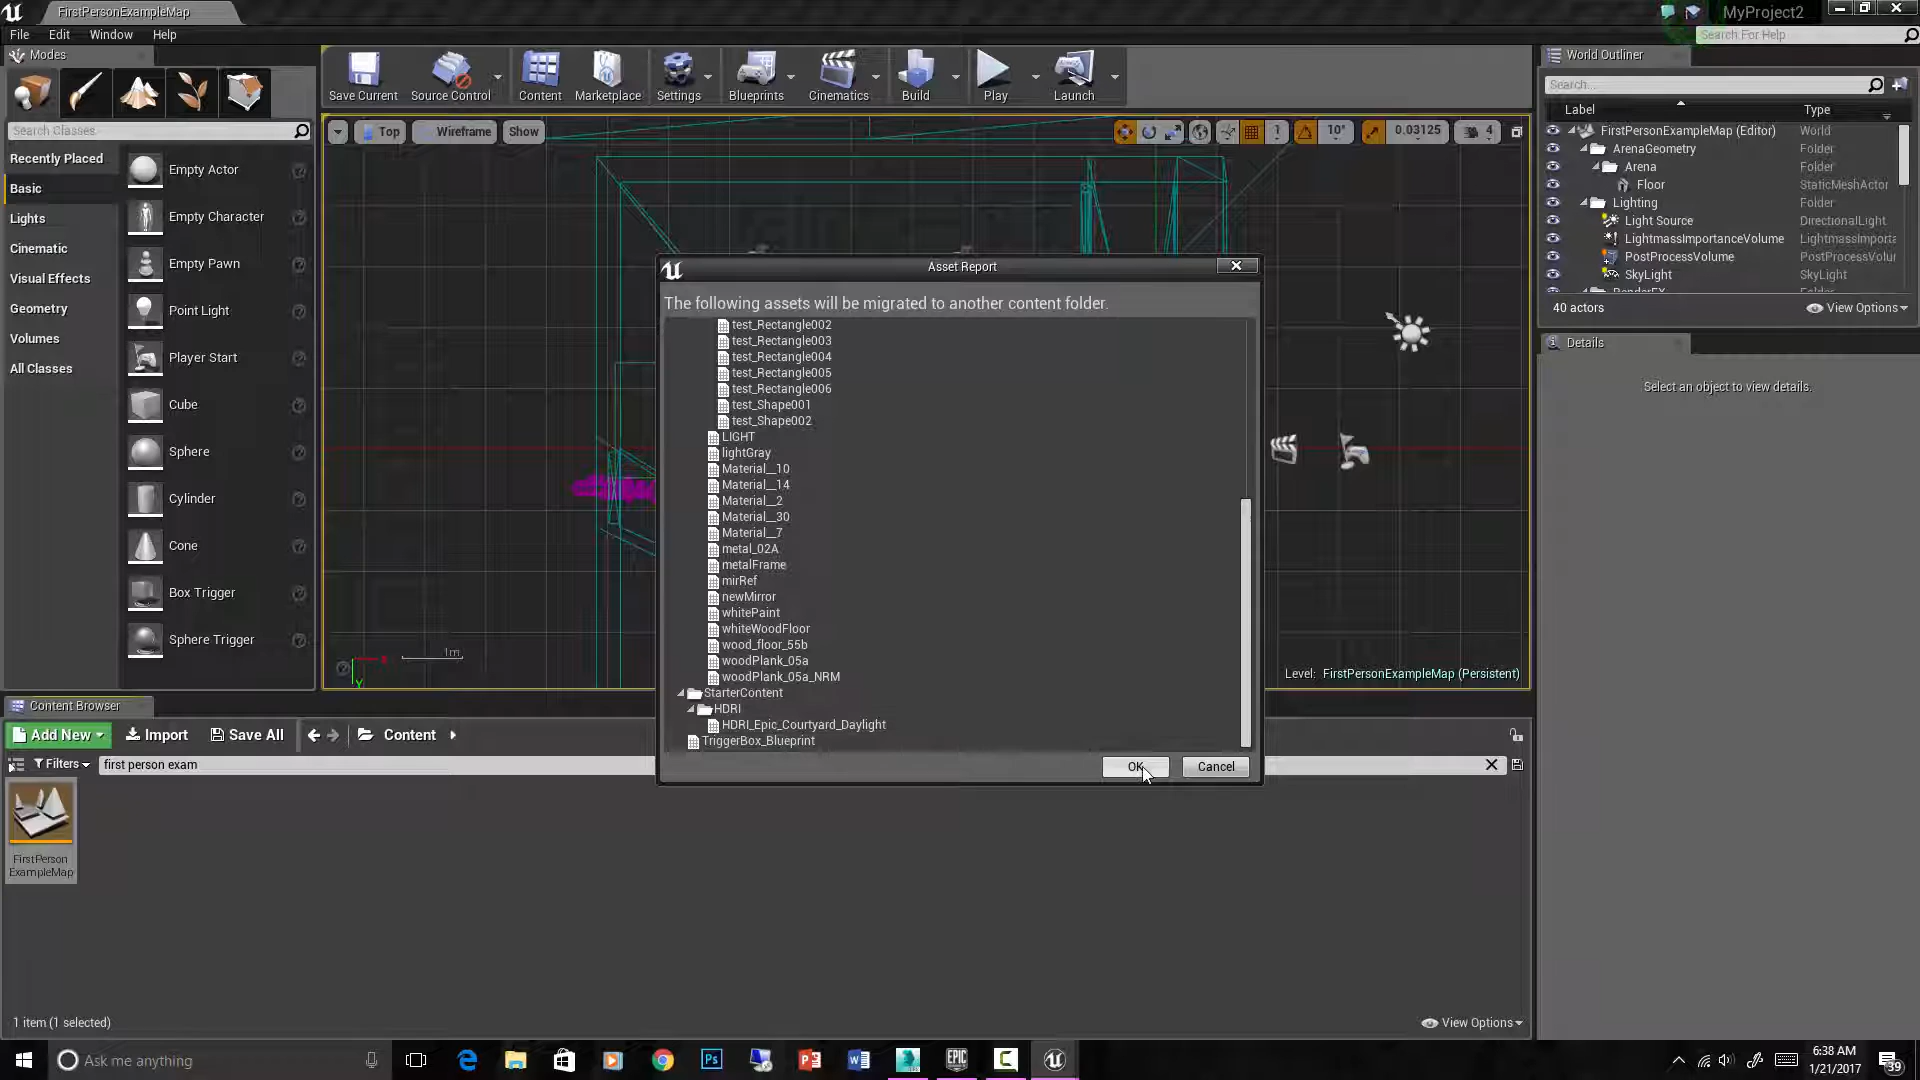 FirstPersonExampleMap
MyProject2
File Edit Window Help
Search For Help
Modes
Save Current
Source Control
Content
Marketplace
Settings
Blueprints
Cinematics
Build
Play
Launch
World Outliner
Search...
Label Type
FirstPersonExampleMap (Editor) World
ArenaGeometry Folder
Arena Folder
Floor StaticMeshActor
Lighting Folder
Light Source DirectionalLight
LightmassImportanceVolume Lightmassimporta
PostProcessVolume PostProcessVolur
SkyLight SkyLight
40 actors
View Options
Details
Select an object to view details.
Search Classes
Recently Placed
Basic
Lights
Cinematic
Visual Effects
Geometry
Volumes
All Classes
Empty Actor
Empty Character
Empty Pawn
Point Light
Player Start
Cube
Sphere
Cylinder
Cone
Box Trigger
Sphere Trigger
Top
Wireframe
Show
1
10°
0.03125
4
1m
X
Y
Level: FirstPersonExampleMap (Persistent)
Asset Report
The following assets will be migrated to another content folder.
test_Rectangle002
test_Rectangle003
test_Rectangle004
test_Rectangle005
test_Rectangle006
test_Shape001
test_Shape002
LIGHT
lightGray
Material__10
Material__14
Material__2
Material__30
Material__7
metal_02A
metalFrame
mirRef
newMirror
whitePaint
whiteWoodFloor
wood_floor_55b
woodPlank_05a
woodPlank_05a_NRM
StarterContent
HDRI
HDRI_Epic_Courtyard_Daylight
TriggerBox_Blueprint
OK
Cancel
Content Browser
Add New
Import
Save All
Content
Filters
first person exam
FirstPerson
ExampleMap
1 item (1 selected)
View Options
Ask me anything
EPIC
6:38 AM
1/21/2017
39